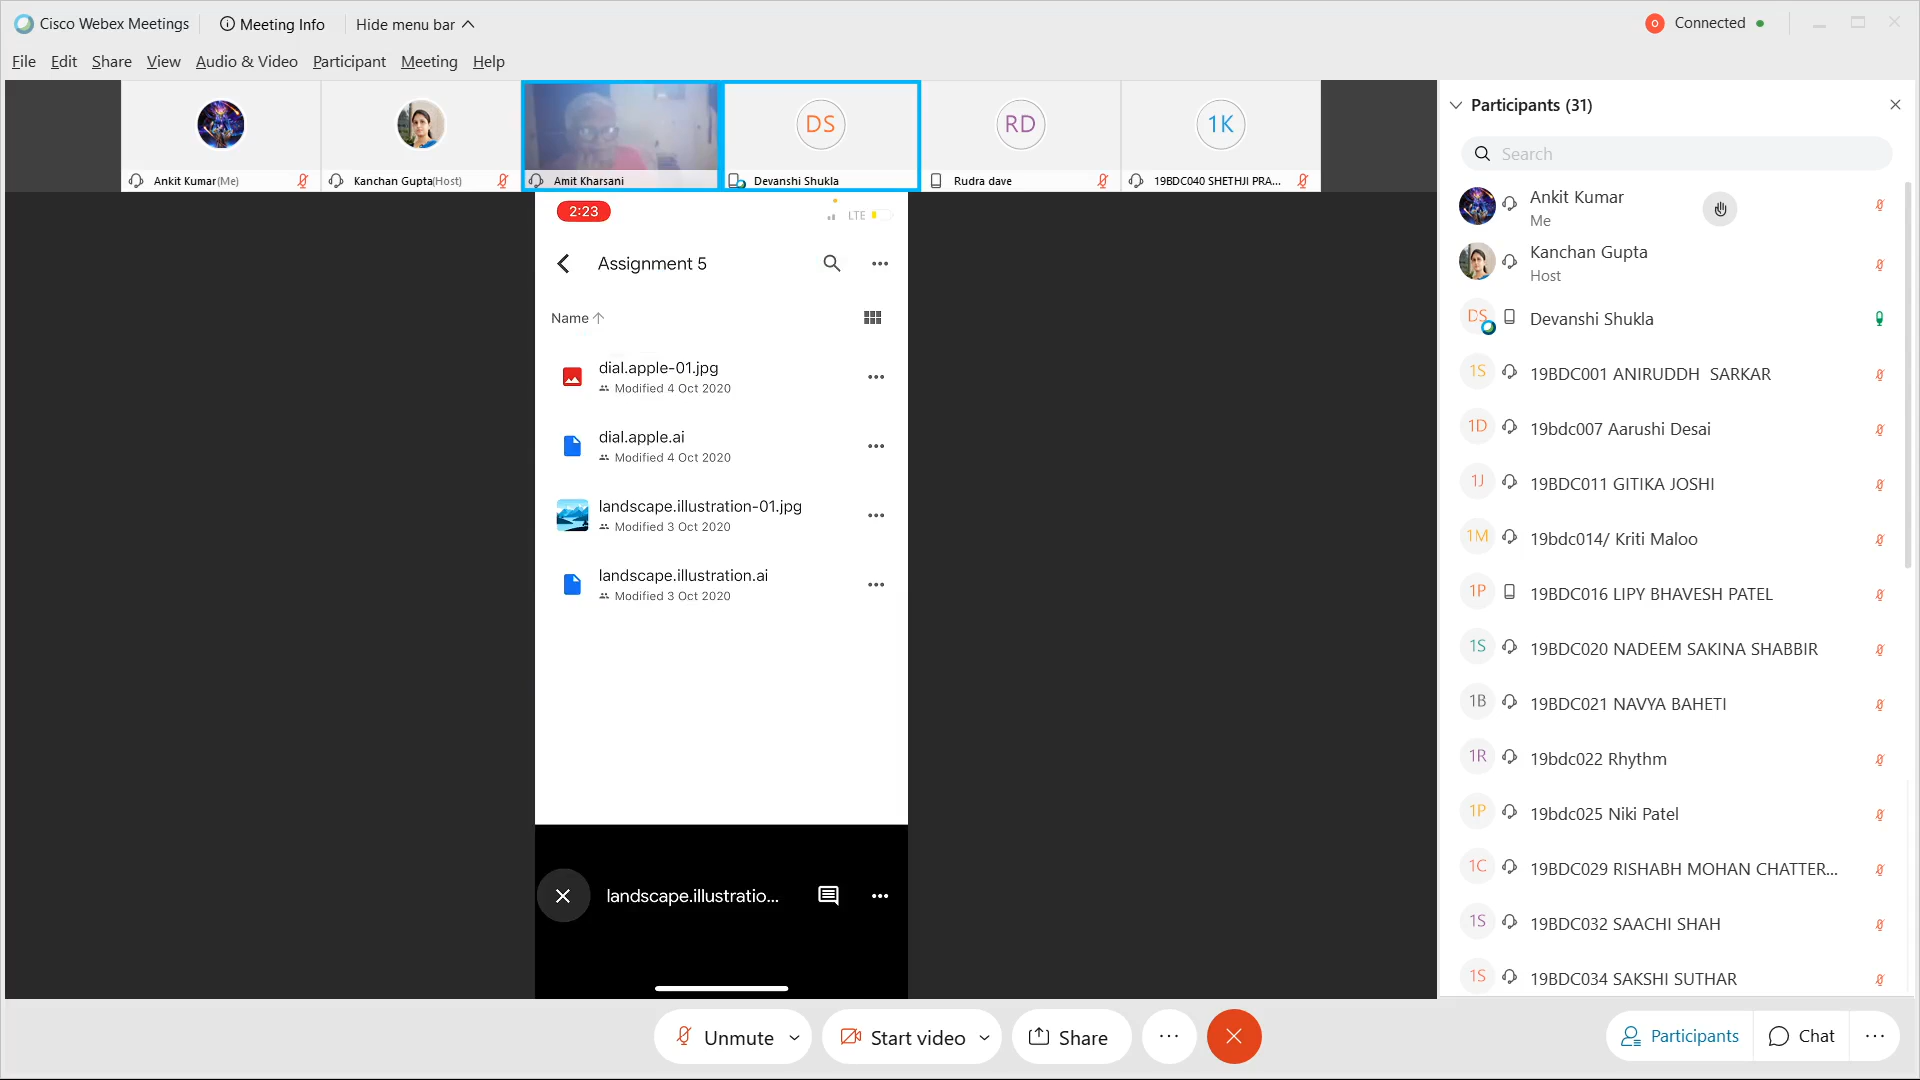 Cisco Webex Meetings
Meeting Info
Hide menu bar
Connected
File Edit Share View Audio & Video Participant Meeting Help
Ankit Kumar(Me)
Kanchan Gupta(Host)
Amit Kharsani
DS
Devanshi Shukla
RD
Rudra dave
1K
19BDC040 SHETHJI PRA...
2:23
LTE
Assignment 5
Name
dial.apple-01.jpg
Modified 4 Oct 2020
dial.apple.ai
Modified 4 Oct 2020
landscape.illustration-01.jpg
Modified 3 Oct 2020
landscape.illustration.ai
Modified 3 Oct 2020
landscape.illustratio...
Participants (31)
Search
Ankit Kumar
Me
Kanchan Gupta
Host
DS Devanshi Shukla
1S 19BDC001 ANIRUDDH SARKAR
1D 19bdc007 Aarushi Desai
1J 19BDC011 GITIKA JOSHI
1M 19bdc014/ Kriti Maloo
1P 19BDC016 LIPY BHAVESH PATEL
1S 19BDC020 NADEEM SAKINA SHABBIR
1B 19BDC021 NAVYA BAHETI
1R 19bdc022 Rhythm
1P 19bdc025 Niki Patel
1C 19BDC029 RISHABH MOHAN CHATTER...
1S 19BDC032 SAACHI SHAH
1S 19BDC034 SAKSHI SUTHAR
Unmute
Start video
Share
Participants
Chat